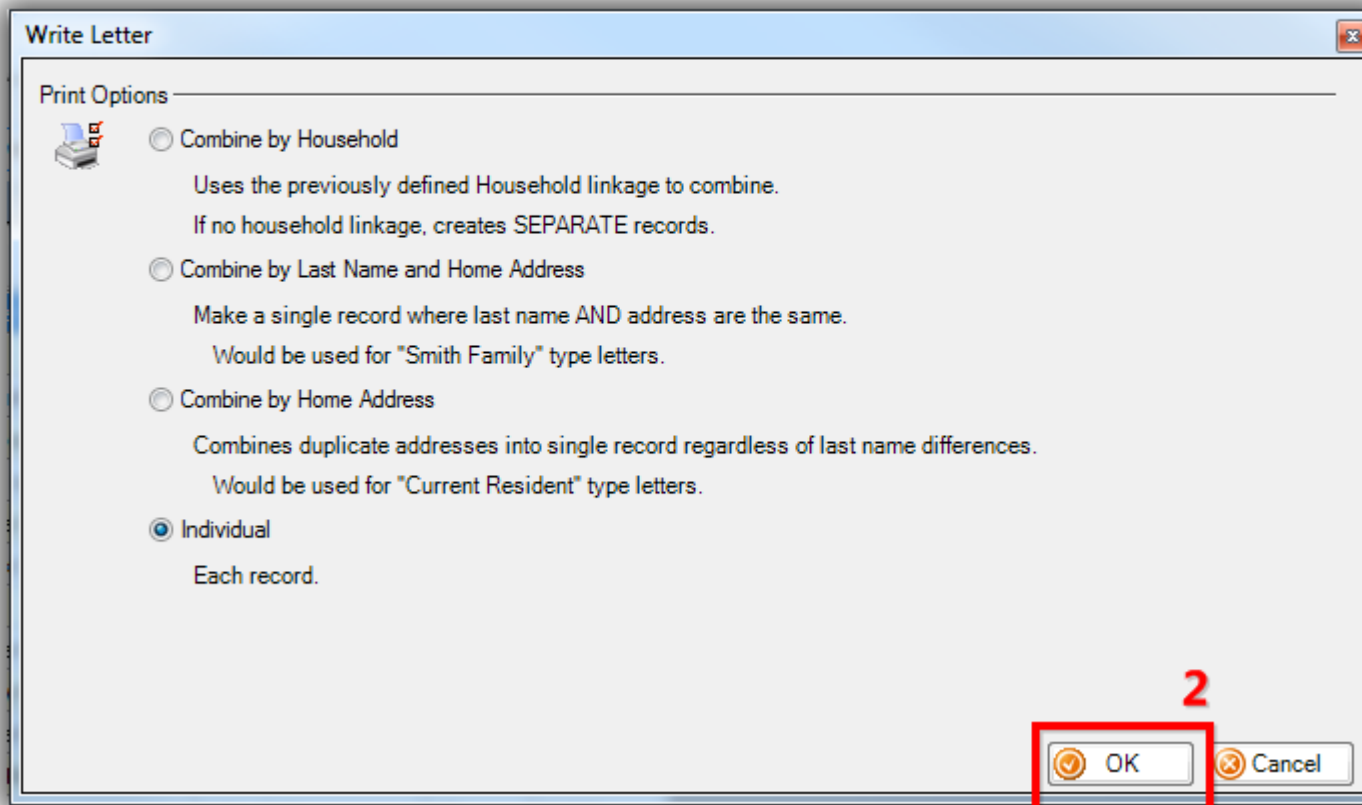 Write Letter
Print Options
Combine by Household
Uses the previously defined Household linkage to combine.
If no household linkage, creates SEPARATE records.
Combine by Last Name and Home Address
Make a single record where last name AND address are the same.
Would be used for "Smith Family" type letters.
Combine by Home Address
Combines duplicate addresses into single record regardless of last name differences.
Would be used for "Current Resident" type letters.
Individual
Each record.
2
OK
Cancel